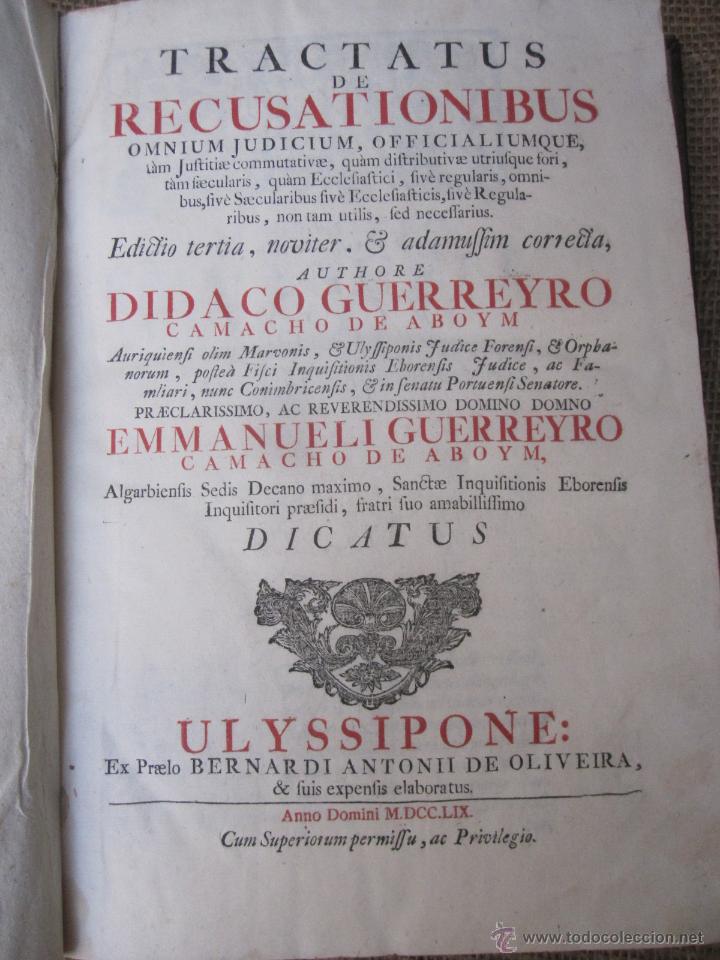 TRACTATUS
DE
RECUSATIONIBUS
OMNIUM JUDICIUM, OFFICIALIUMQUE,
tàm Juſtitiæ commutativæ, quàm diſtributivæ utriuſque fori,
tàm ſæcularis, quàm Eccleſiaſtici, ſivè regularis, omni-
bus, ſivè Sæcularibus ſivè Eccleſiaſticis, ſivè Regula-
ribus, non tam utilis, ſed neceſſarius.
Edictio tertia, noviter, & adamuſſim correcta,
AUTHORE
DIDACO GUERREYRO
CAMACHO DE ABOYM
Auriquienſi olim Marvonis, & Ulyſſiponis Judice Forenſi, & Orpha-
norum, poſteà Fiſci Inquiſitionis Eborenſis Judice, ac Fa-
mliari, nunc Conimbricenſis, & in ſenatu Portuenſi Senatore.
PRÆCLARISSIMO, AC REVERENDISSIMO DOMINO DOMNO
EMMANUELI GUERREYRO
CAMACHO DE ABOYM,
Algarbienſis Sedis Decano maximo, Sanctæ Inquiſitionis Eborenſis
Inquiſitori præſidi, fratri ſuo amabilliſſimo
DICATUS
ULYSSIPONE:
Ex Prælo BERNARDI ANTONII DE OLIVEIRA,
& ſuis expenſis elaboratus.
Anno Domini M.DCC.LIX.
Cum Superiorum permiſſu, ac Privilegio.
© www.todocoleccion.net